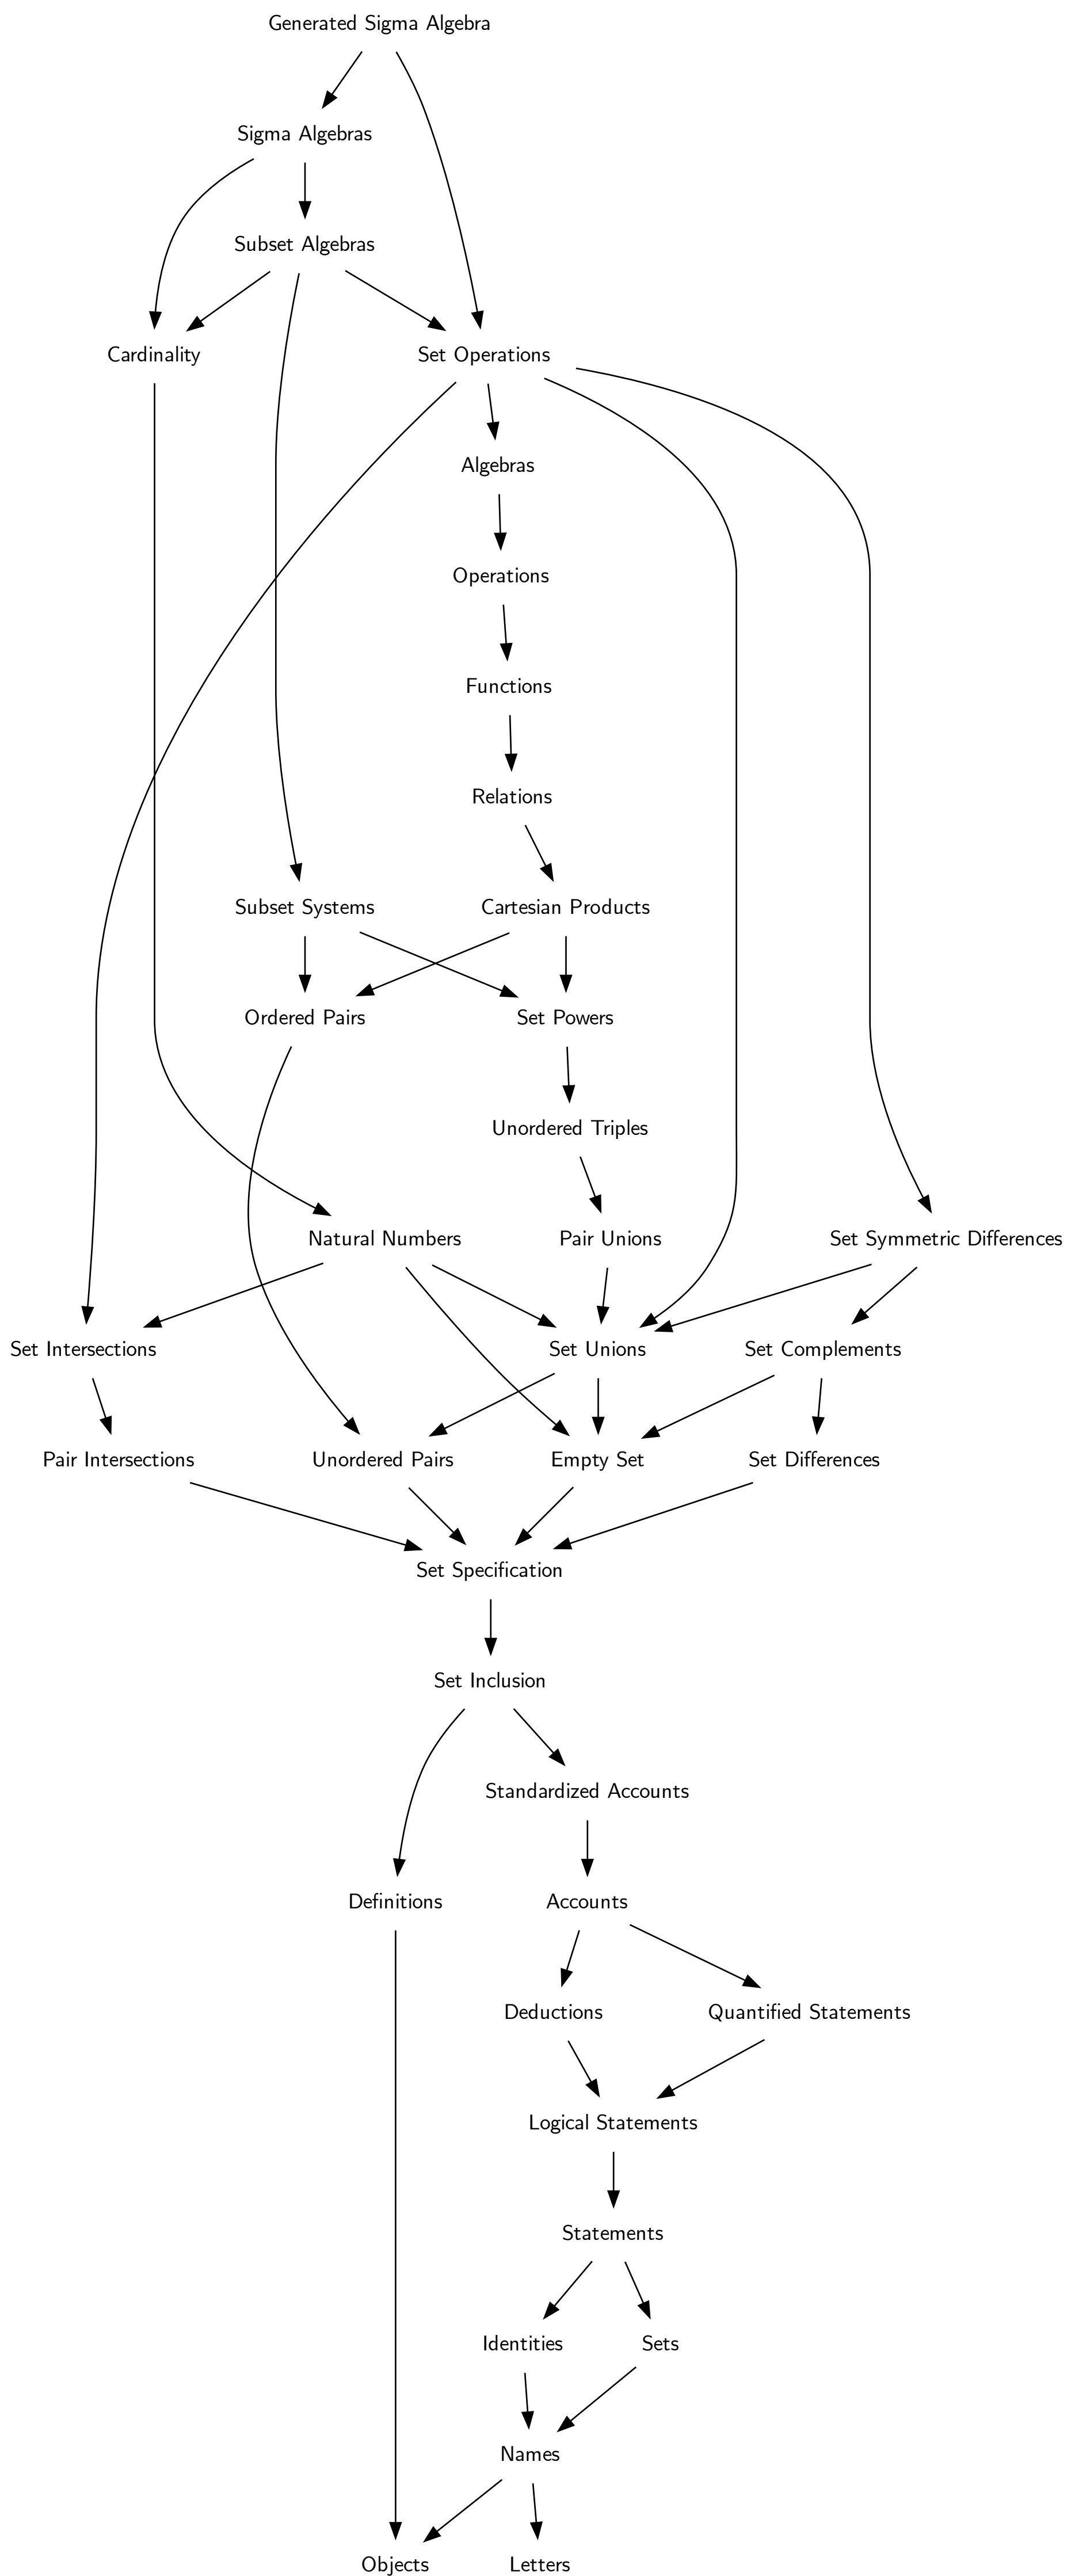 Generated Sigma Algebra
Sigma Algebras
Subset Algebras
Cardinality
Set Operations
Algebras
Operations
Functions
Relations
Subset Systems
Cartesian Products
Ordered Pairs
Set Powers
Unordered Triples
Natural Numbers
Pair Unions
Set Symmetric Differences
Set Intersections
Set Unions
Set Complements
Pair Intersections
Unordered Pairs
Empty Set
Set Differences
Set Specification
Set Inclusion
Standardized Accounts
Definitions
Accounts
Deductions
Quantified Statements
Logical Statements
Statements
Identities
Sets
Names
Objects
Letters